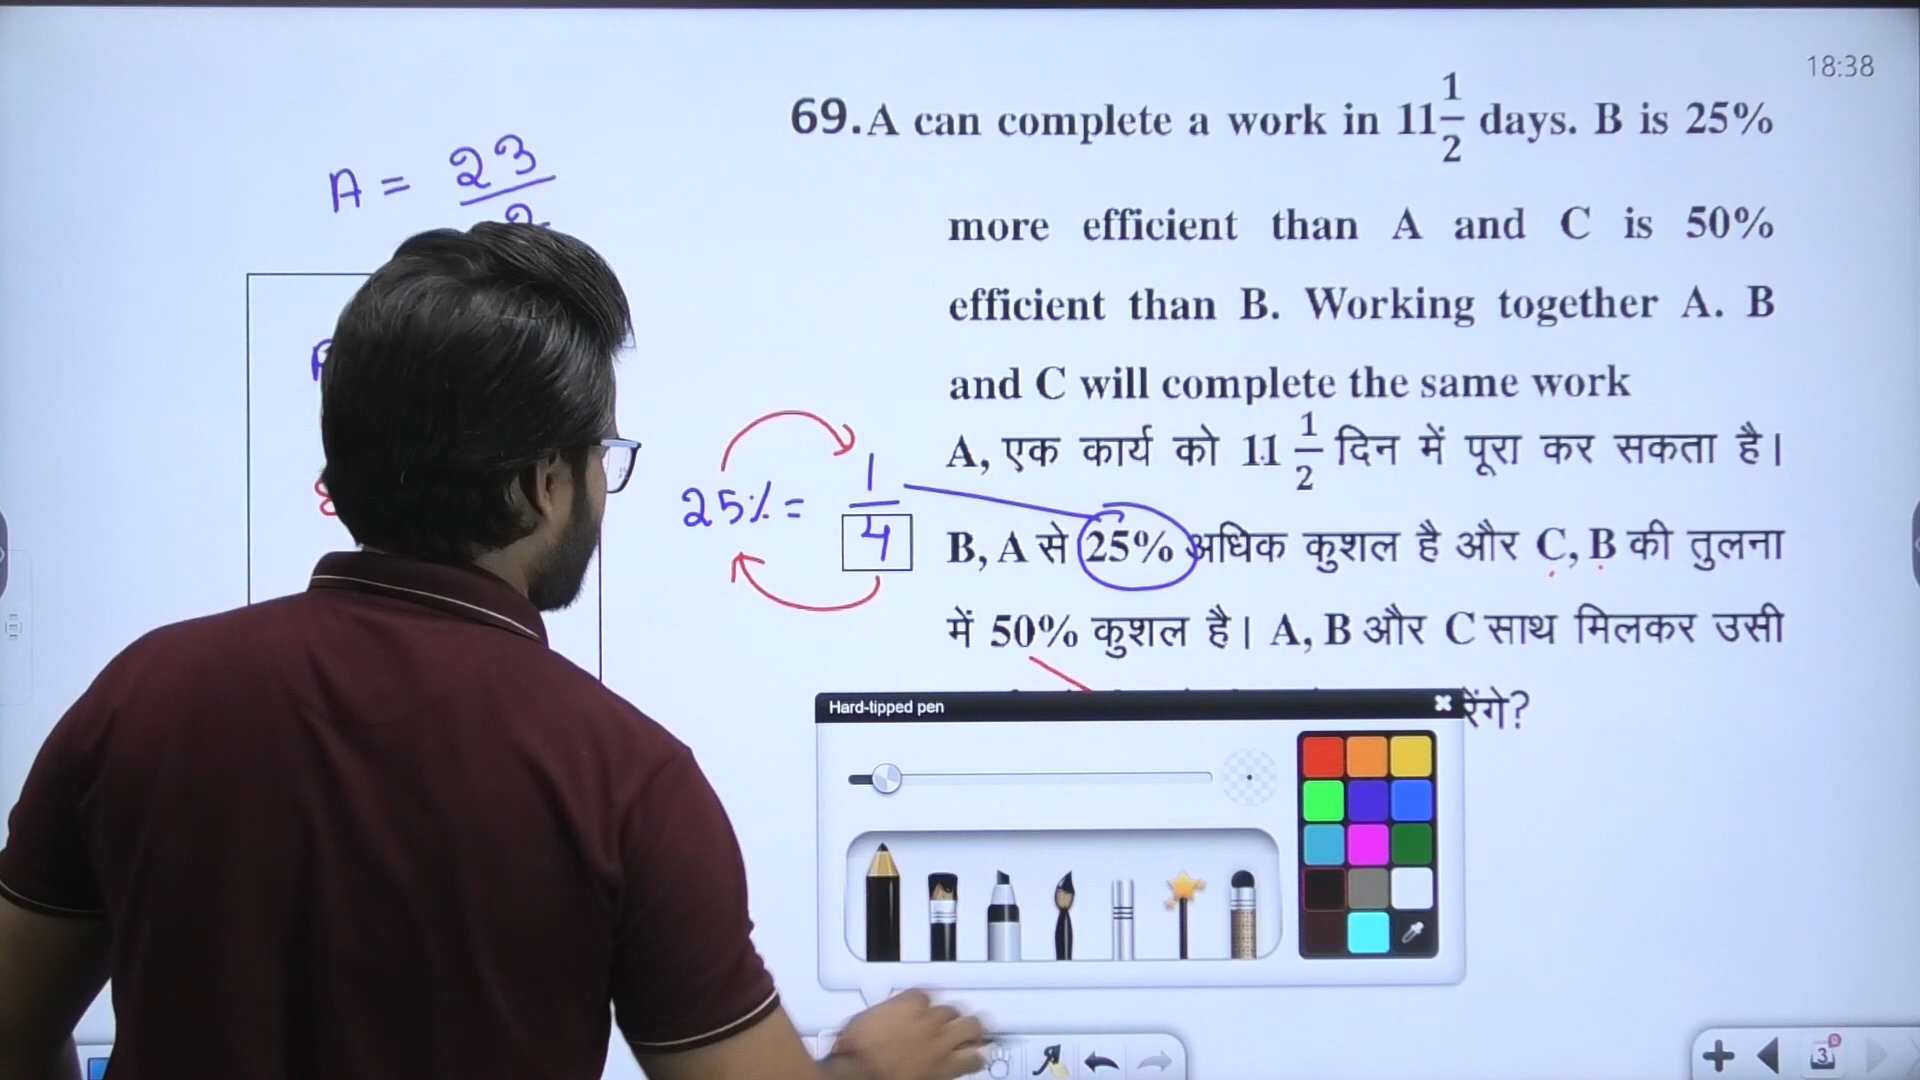 18:38
69. A can complete a work in 11 1/2 days. B is 25%
more efficient than A and C is 50%
efficient than B. Working together A. B
and C will complete the same work
A, एक कार्य को 11 1/2 दिन में पूरा कर सकता है।
B, A से 25% अधिक कुशल है और C, B की तुलना
में 50% कुशल है। A, B और C साथ मिलकर उसी
रेंगे?
A = 23/2
25% = 1/4
Hard-tipped pen
3